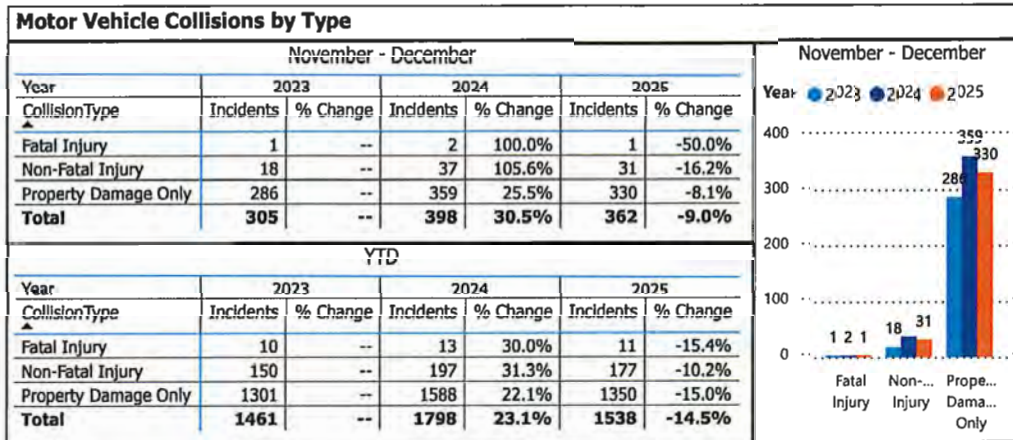 Motor Vehicle Collisions by Type
November - December
Year 2023 2024 2025
CollisionType Incidents % Change Incidents % Change Incidents % Change
Fatal Injury 1 -- 2 100.0% 1 -50.0%
Non-Fatal Injury 18 -- 37 105.6% 31 -16.2%
Property Damage Only 286 -- 359 25.5% 330 -8.1%
Total 305 -- 398 30.5% 362 -9.0%
YTD
Year 2023 2024 2025
CollisionType Incidents % Change Incidents % Change Incidents % Change
Fatal Injury 10 -- 13 30.0% 11 -15.4%
Non-Fatal Injury 150 -- 197 31.3% 177 -10.2%
Property Damage Only 1301 -- 1588 22.1% 1350 -15.0%
Total 1461 -- 1798 23.1% 1538 -14.5%
November - December
Year 2023 2024 2025
400
359
330
300
286
200
100
18 31
1 2 1
0
Fatal Non-... Prope...
Injury Injury Dama...
Only